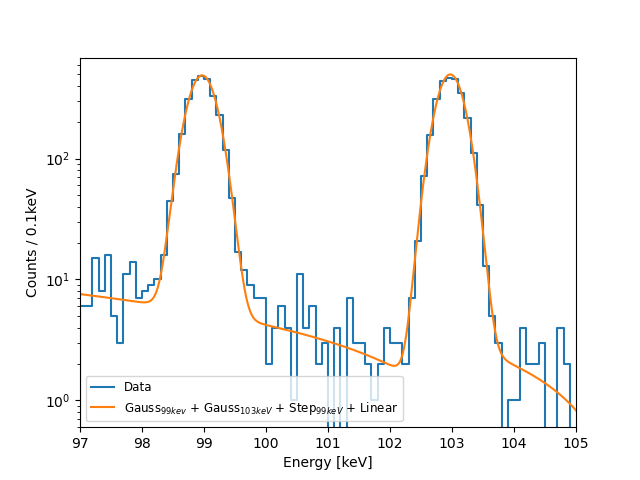 Counts / 0.1keV
10²
10¹
10⁰
Data
Gauss₉₉ₖₑᵥ + Gauss₁₀₃ₖₑV + Step₉₉ₖₑV + Linear
97 98 99 100 101 102 103 104 105
Energy [keV]